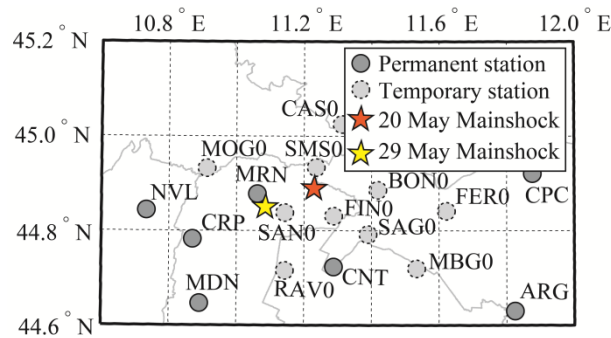 10.8 ° E 11.2 ° E 11.6 ° E 12.0 ° E
45.2 ° N
Permanent station
Temporary station
20 May Mainshock
29 May Mainshock
CAS0
45.0 ° N
MOG0 SMS0
MRN BON0 CPC
NVL FER0
CRP SAN0 FIN0 SAG0
44.8 ° N
MDN RAV0 CNT MBG0
ARG
44.6 ° N